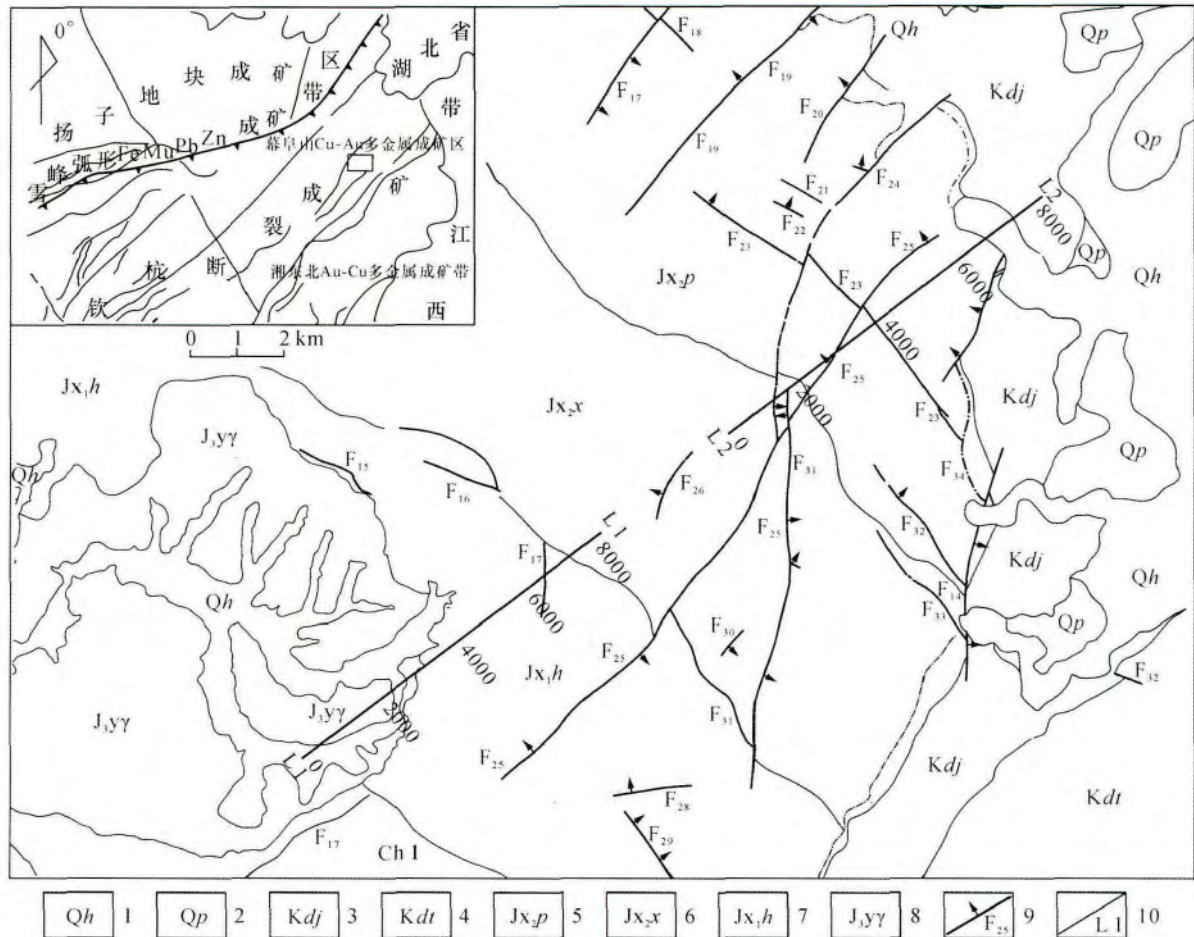 0°
扬子地块成矿区
雪峰弧形Fe Mu Pb Zn成矿带
湖北省
幕阜山Cu-Au多金属成矿区
湘东北Au-Cu多金属成矿带
钦杭断裂成矿带
江西
0 1 2 km
F₁₈
F₁₇
F₁₉
F₁₉
F₂₀
Qh
Kdj
Qp
Qp
F₂₁
F₂₂
F₂₄
F₂₃
F₂₅
L2
8000
Qp
Qh
Jx₂p
F₂₃
6000
4000
F₂₅
2000
F₂₃
Kdj
Jx₁h
Jx₂x
J₃yγ
L2
0
Qp
Qh
F₁₅
F₁₆
F₂₆
F₃₁
F₃₄
L1
8000
F₂₅
F₃₂
Kdj
F₁₇
6000
Qh
Qh
4000
F₃₀
F₁₄
F₃₃
Qp
F₂₅
Jx₁h
F₃₂
J₃yγ
J₃yγ
2000
F₃₁
L1
0
F₂₅
Kdj
F₂₈
Kdt
F₁₇
Ch1
F₂₉
Qh 1 Qp 2 Kdj 3 Kdt 4 Jx₂p 5 Jx₂x 6 Jx₁h 7 J₃yγ 8 F₂₅ 9 L1 10